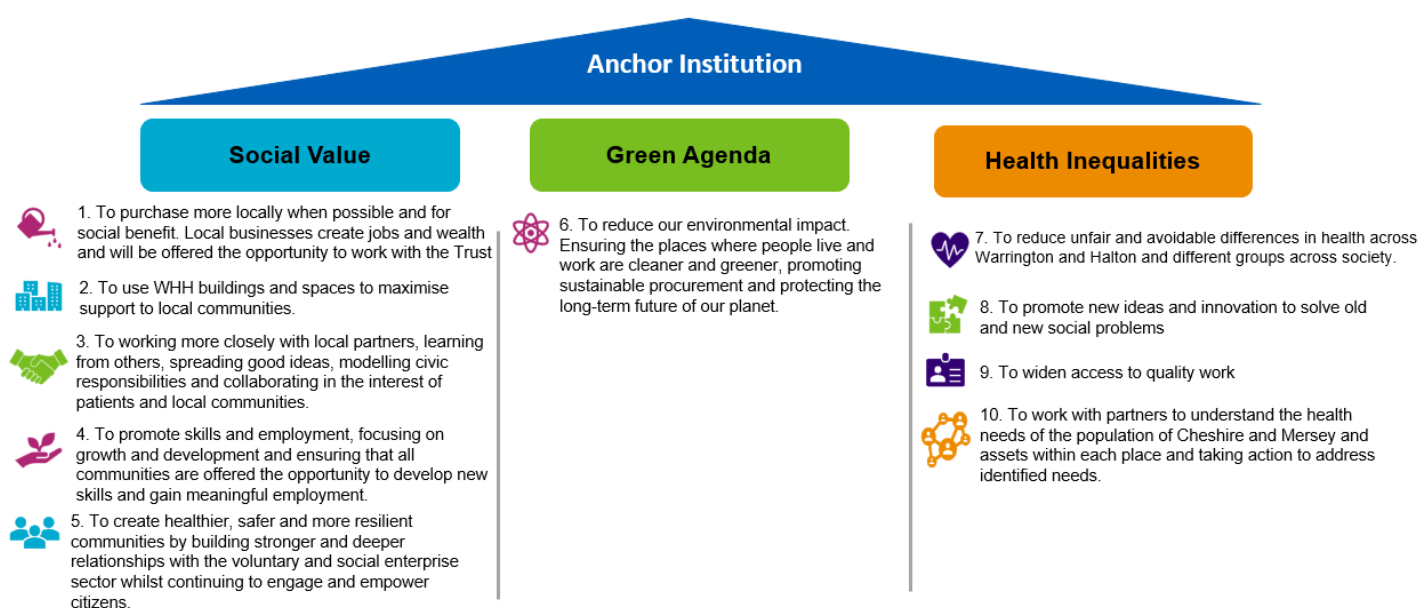 Anchor Institution
Social Value
1. To purchase more locally when possible and for
social benefit. Local businesses create jobs and wealth
and will be offered the opportunity to work with the Trust
2. To use WHH buildings and spaces to maximise
support to local communities.
3. To working more closely with local partners, learning
from others, spreading good ideas, modelling civic
responsibilities and collaborating in the interest of
patients and local communities.
4. To promote skills and employment, focusing on
growth and development and ensuring that all
communities are offered the opportunity to develop new
skills and gain meaningful employment.
5. To create healthier, safer and more resilient
communities by building stronger and deeper
relationships with the voluntary and social enterprise
sector whilst continuing to engage and empower
citizens.
Green Agenda
6. To reduce our environmental impact.
Ensuring the places where people live and
work are cleaner and greener, promoting
sustainable procurement and protecting the
long-term future of our planet.
Health Inequalities
7. To reduce unfair and avoidable differences in health across
Warrington and Halton and different groups across society.
8. To promote new ideas and innovation to solve old
and new social problems
9. To widen access to quality work
10. To work with partners to understand the health
needs of the population of Cheshire and Mersey and
assets within each place and taking action to address
identified needs.